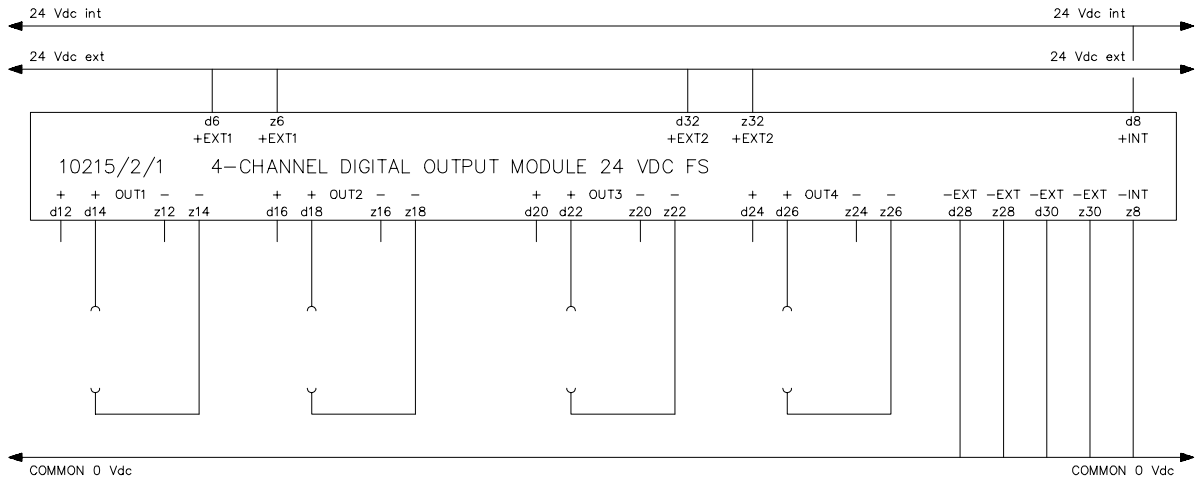 24 Vdc int 24 Vdc int
24 Vdc ext 24 Vdc ext
d6 z6 d32 z32 d8
+EXT1 +EXT1 +EXT2 +EXT2 +INT
10215/2/1 4-CHANNEL DIGITAL OUTPUT MODULE 24 VDC FS
+ + OUT1 - - + + OUT2 - - + + OUT3 - - + + OUT4 - - -EXT -EXT -EXT -EXT -INT
d12 d14 z12 z14 d16 d18 z16 z18 d20 d22 z20 z22 d24 d26 z24 z26 d28 z28 d30 z30 z8
COMMON 0 Vdc COMMON 0 Vdc